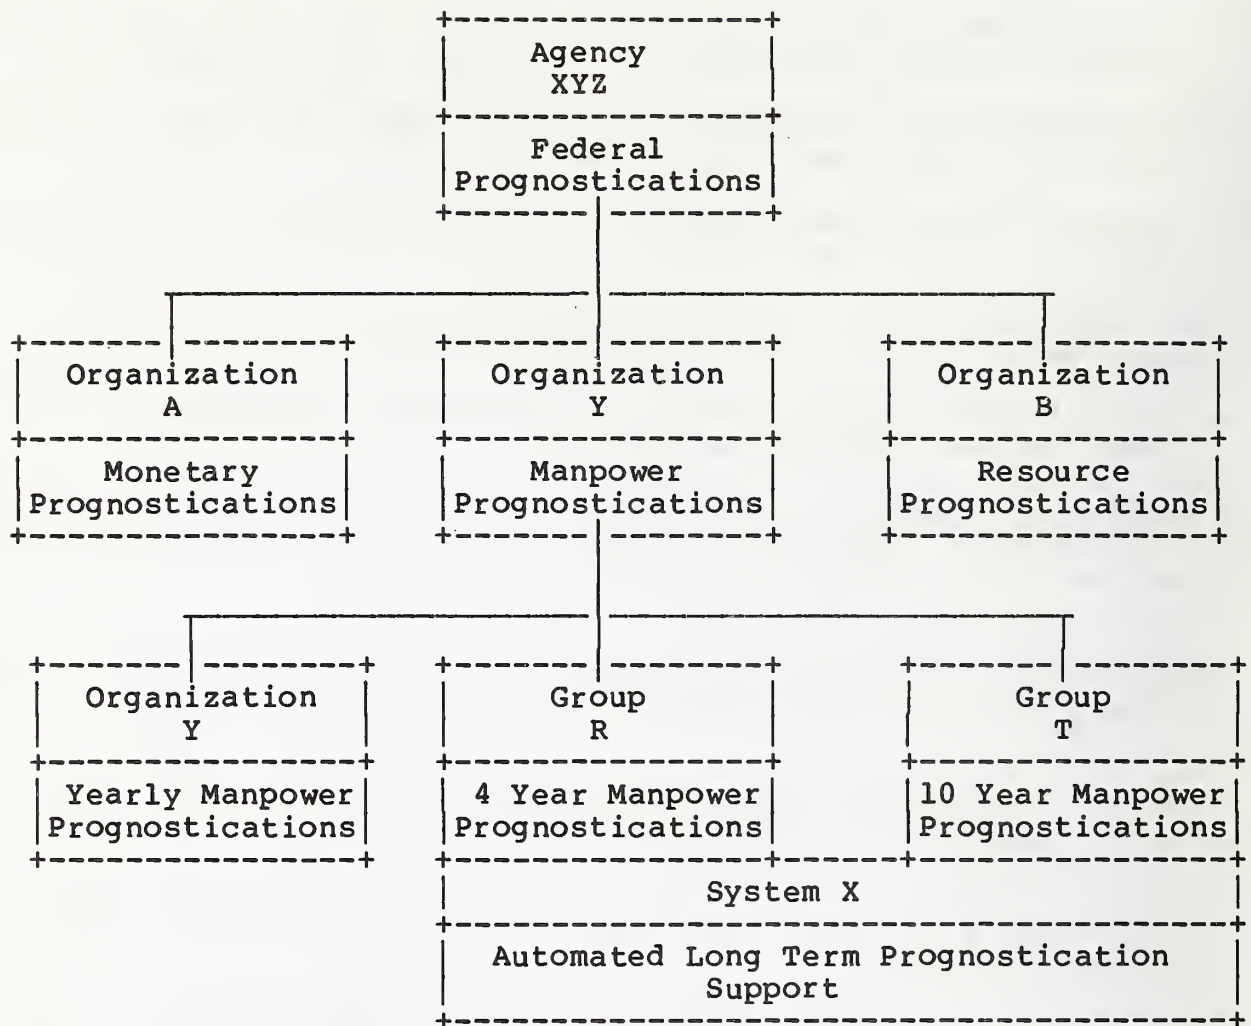 Agency
XYZ
Federal
Prognostications
Organization
A
Monetary
Prognostications
Organization
Y
Manpower
Prognostications
Organization
B
Resource
Prognostications
Organization
Y
Yearly Manpower
Prognostications
Group
R
4 Year Manpower
Prognostications
Group
T
10 Year Manpower
Prognostications
System X
Automated Long Term Prognostication
Support